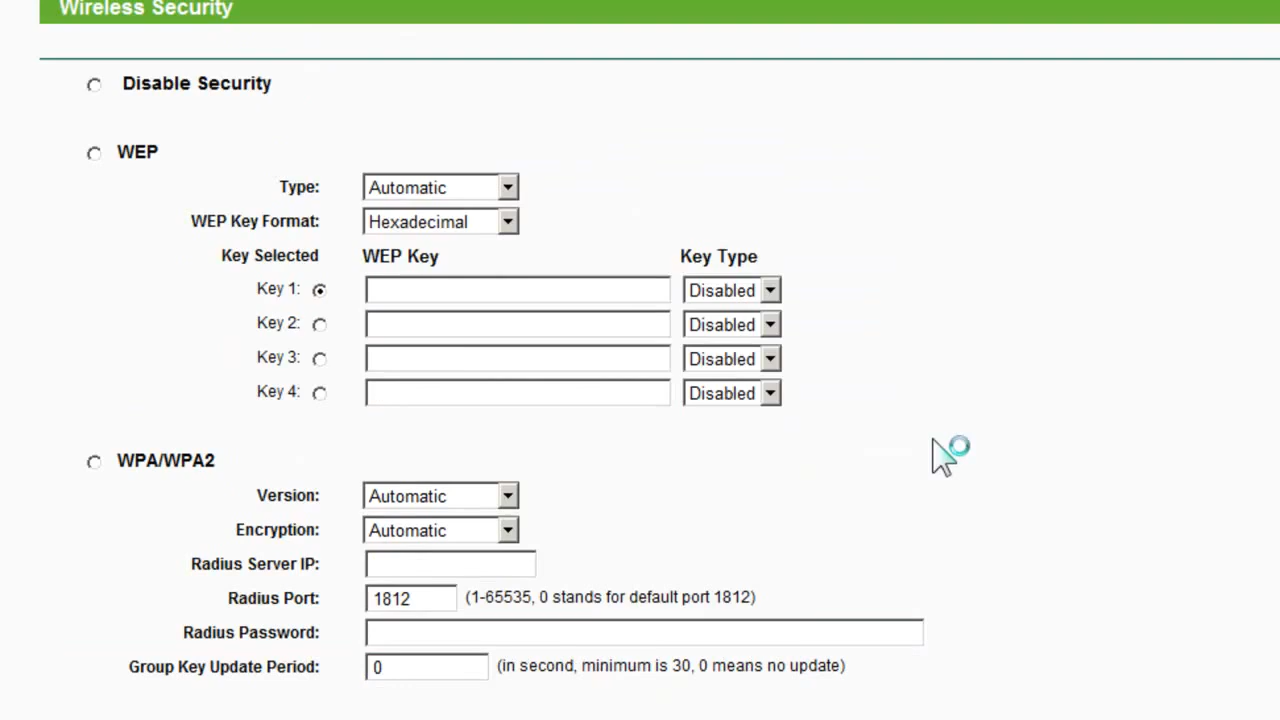 Wireless Security
Disable Security
WEP
Type: Automatic
WEP Key Format: Hexadecimal
Key Selected WEP Key Key Type
Key 1: Disabled
Key 2: Disabled
Key 3: Disabled
Key 4: Disabled
WPA/WPA2
Version: Automatic
Encryption: Automatic
Radius Server IP:
Radius Port: 1812 (1-65535, 0 stands for default port 1812)
Radius Password:
Group Key Update Period: 0 (in second, minimum is 30, 0 means no update)